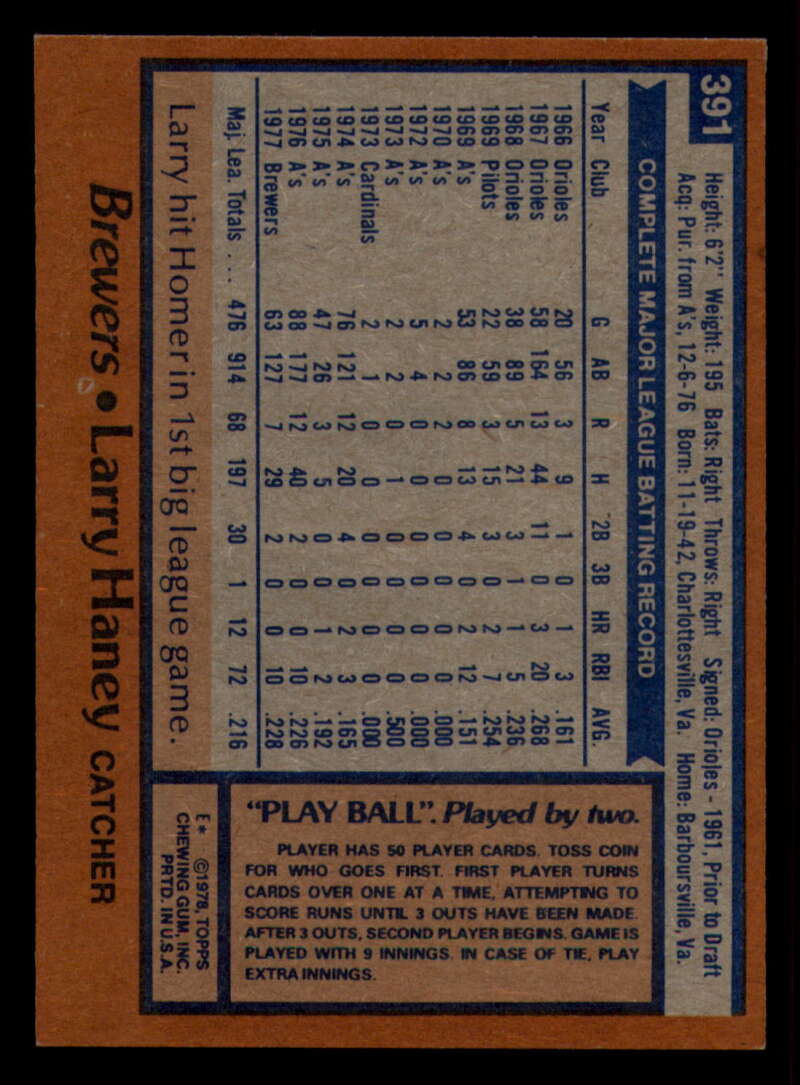 391
Height: 6'2" Weight: 195 Bats: Right Throws: Right Signed: Orioles - 1961, Prior to Draft
Acq: Pur. from A's, 12-6-76 Born: 11-19-42, Charlottesville, Va. Home: Barboursville, Va.
COMPLETE MAJOR LEAGUE BATTING RECORD
Year Club G AB R H 2B 3B HR RBI AVG.
1966 Orioles 20 56 3 9 1 0 1 3 .161
1967 Orioles 58 164 13 44 11 0 3 20 .268
1968 Orioles 38 89 5 21 3 1 1 5 .236
1969 Pilots 22 59 3 15 3 0 2 7 .254
1969 A's 53 86 8 13 4 0 2 12 .151
1970 A's 2 2 2 0 0 0 0 0 .000
1972 A's 5 4 0 0 0 0 0 0 .000
1973 A's 2 2 0 1 0 0 0 0 .500
1973 Cardinals 2 1 0 0 0 0 0 0 .000
1974 A's 76 121 12 20 4 0 2 3 .165
1975 A's 47 26 3 5 0 0 1 2 .192
1976 A's 88 177 12 40 2 0 0 10 .226
1977 Brewers 63 127 7 29 2 0 0 10 .228
Maj. Lea. Totals .... 476 914 68 197 30 1 12 72 .216
Larry hit Homer in 1st big league game.
"PLAY BALL". Played by two.
PLAYER HAS 50 PLAYER CARDS. TOSS COIN
FOR WHO GOES FIRST. FIRST PLAYER TURNS
CARDS OVER ONE AT A TIME, ATTEMPTING TO
SCORE RUNS UNTIL 3 OUTS HAVE BEEN MADE.
AFTER 3 OUTS, SECOND PLAYER BEGINS. GAME IS
PLAYED WITH 9 INNINGS. IN CASE OF TIE, PLAY
EXTRA INNINGS.
E* ©1978, TOPPS
CHEWING GUM, INC.
PRTD. IN U.S.A.
Brewers • Larry Haney CATCHER